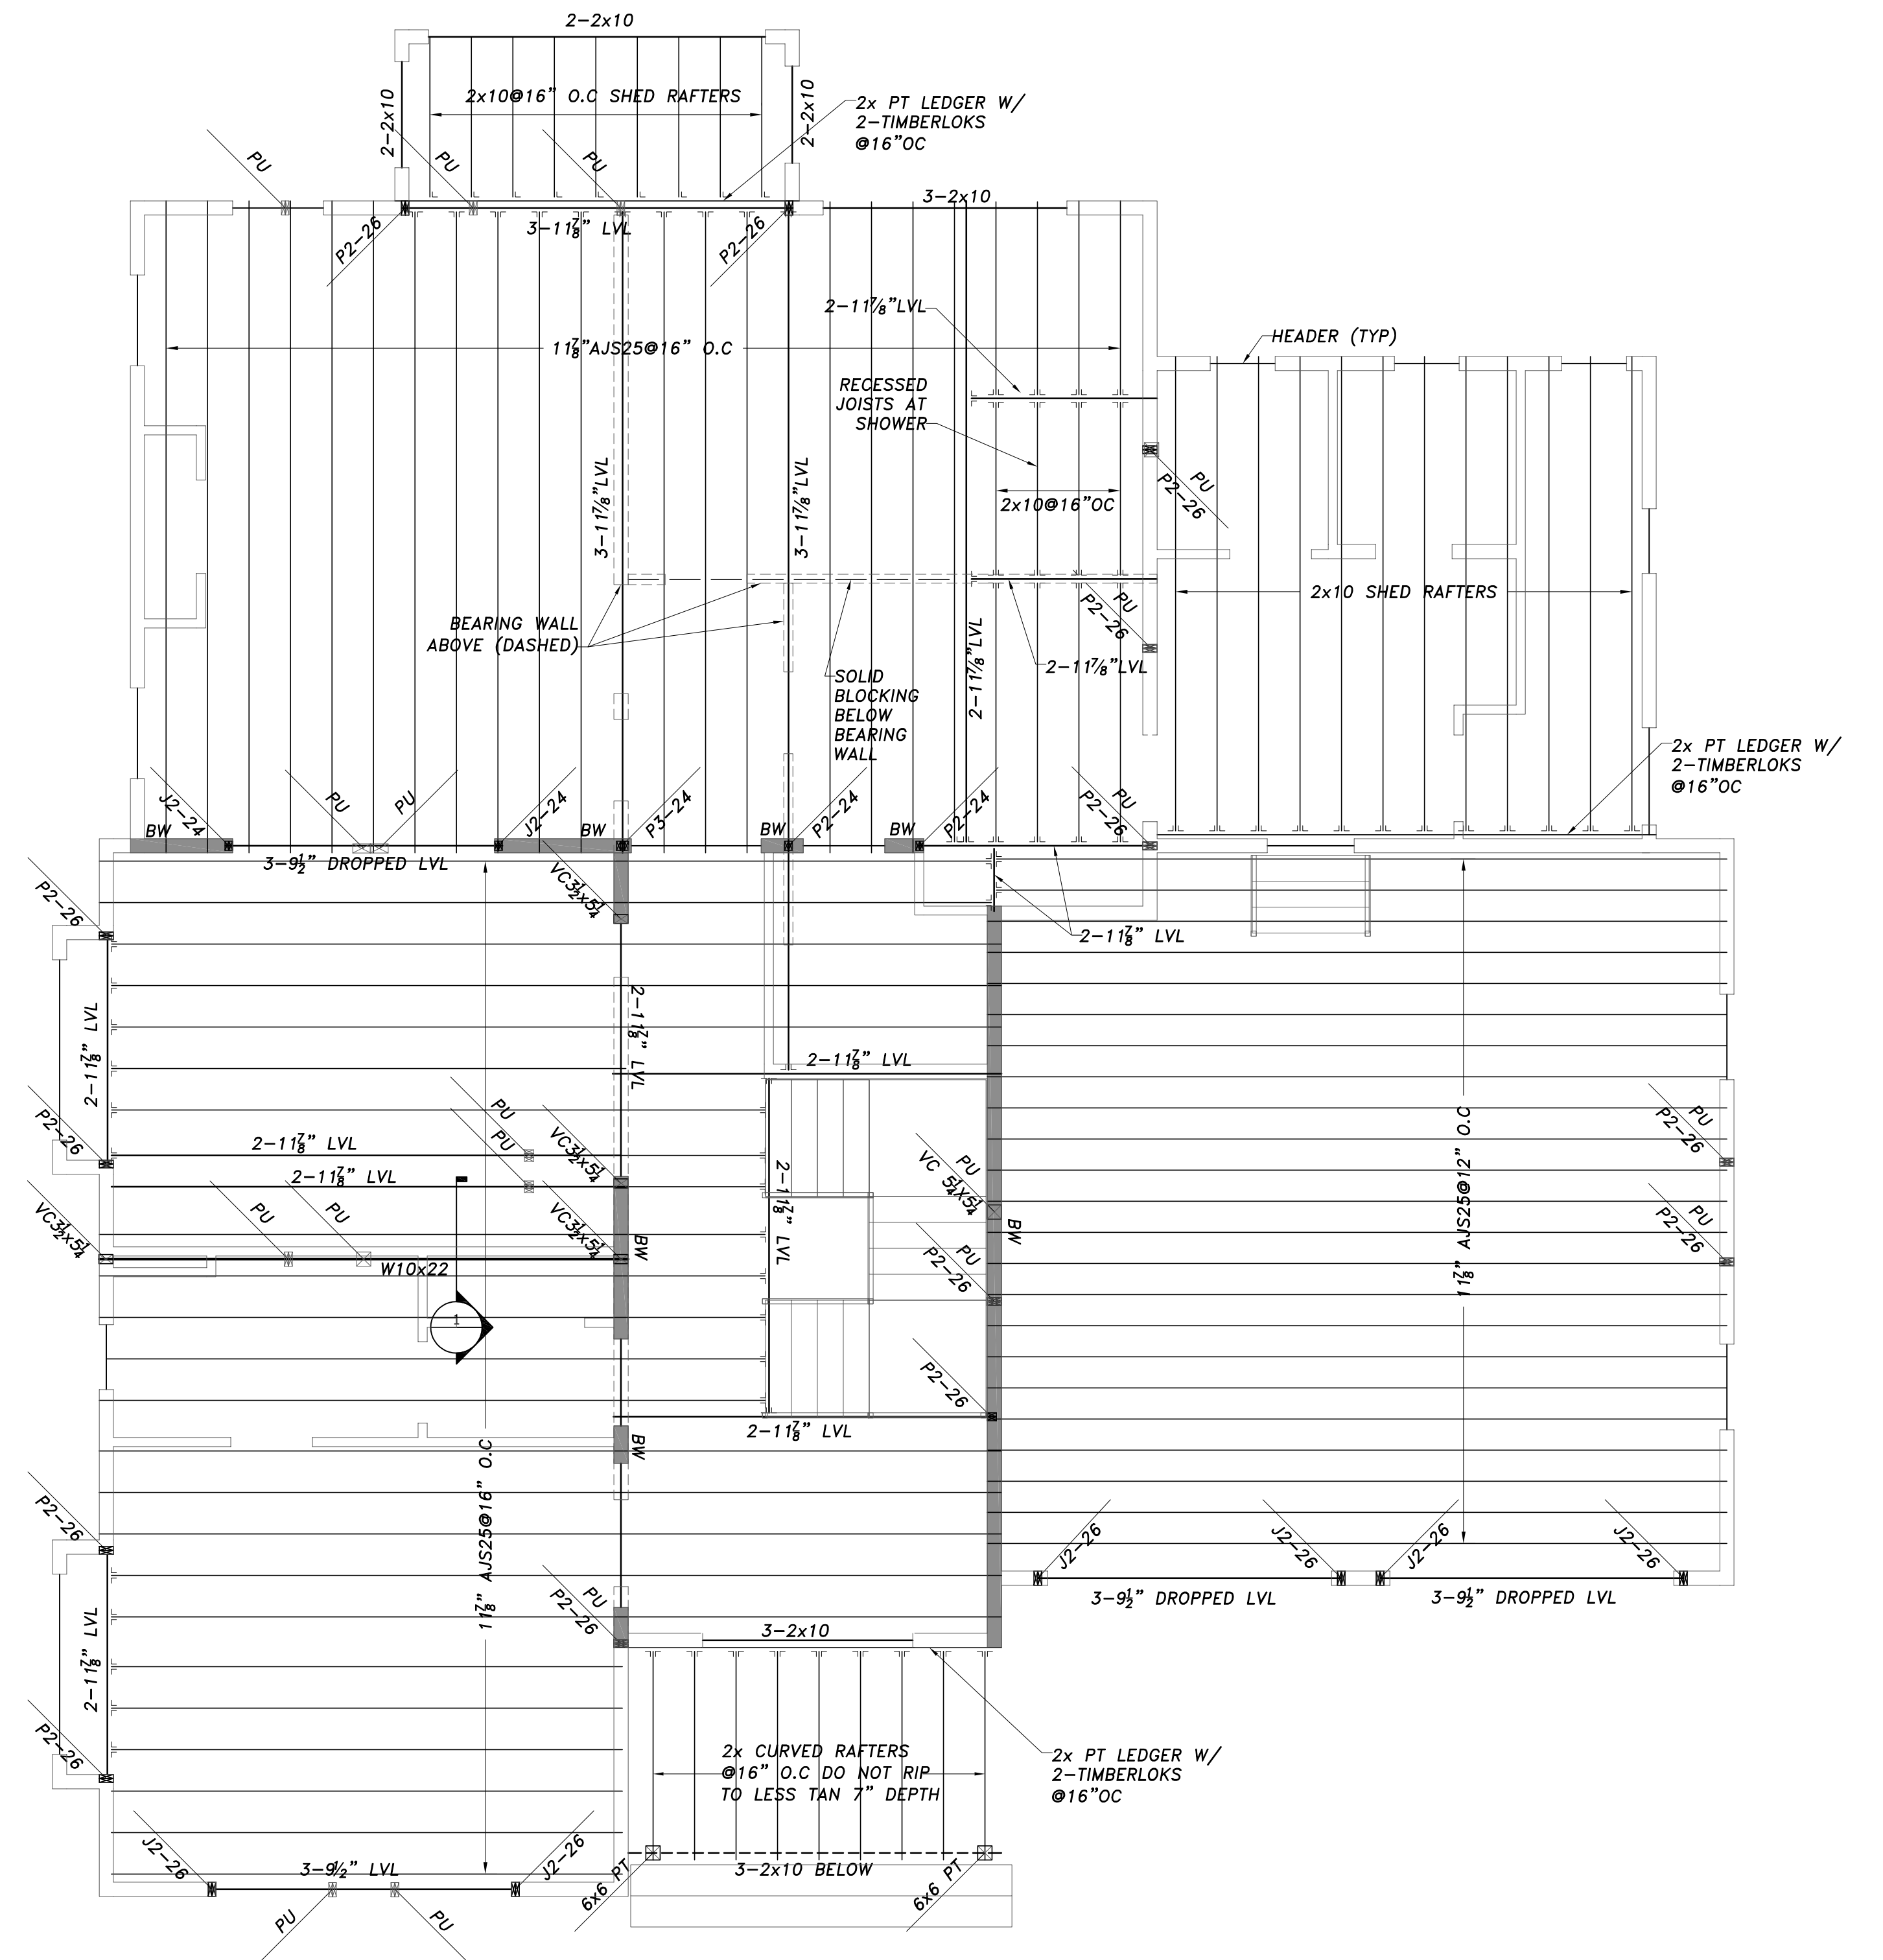 2-2x10
2x10@16" O.C SHED RAFTERS
2-2x10
2-2x10
2x PT LEDGER W/
2-TIMBERLOKS
@16"OC
PU
PU
PU
P2-26
3-11⅞" LVL
P2-26
3-2x10
2-11⅞"LVL
HEADER (TYP)
11⅞"AJS25@16" O.C
RECESSED
JOISTS AT
SHOWER
3-11⅞"LVL
3-11⅞"LVL
2x10@16"OC
PU
P2-26
2x10 SHED RAFTERS
PU
P2-26
BEARING WALL
ABOVE (DASHED)
2-11⅞"LVL
2-11⅞"LVL
SOLID
BLOCKING
BELOW
BEARING
WALL
2x PT LEDGER W/
2-TIMBERLOKS
@16"OC
J2-24
PU
PU
J2-24
P3-24
P2-24
P2-24
PU
P2-26
BW
BW
BW
BW
3-9½" DROPPED LVL
VC3½x5¼
P2-26
2-11⅞" LVL
2-11⅞" LVL
2-11⅞" LVL
2-11⅞" LVL
P2-26
PU
PU
VC3½x5¼
2-11⅞" LVL
2-11⅞" LVL
2-11⅞" LVL
PU
VC 5¼X5¼
11⅞" AJS25@12" O.C
PU
P2-26
PU
P2-26
VC3½x5¼
PU
PU
VC3½x5¼
BW
BW
W10x22
PU
P2-26
1
P2-26
2-11⅞" LVL
BW
11⅞" AJS25@16" O.C
P2-26
J2-26
J2-26
J2-26
J2-26
3-9½" DROPPED LVL
3-9½" DROPPED LVL
PU
P2-26
3-2x10
2-11⅞" LVL
P2-26
2x CURVED RAFTERS
@16" O.C DO NOT RIP
TO LESS TAN 7" DEPTH
2x PT LEDGER W/
2-TIMBERLOKS
@16"OC
J2-26
3-9½" LVL
J2-26
3-2x10 BELOW
6x6 PT
6x6 PT
PU
PU